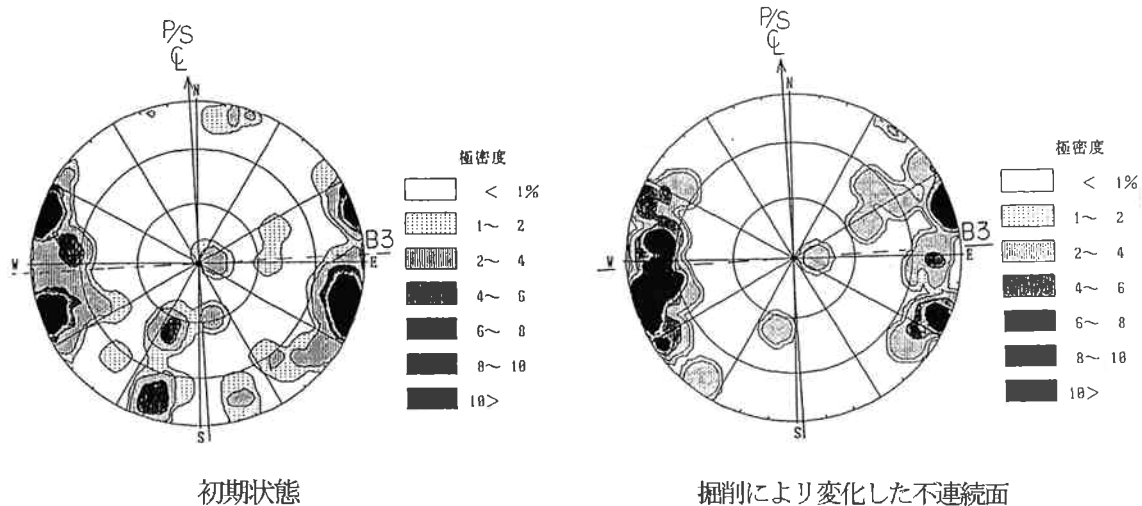 P/S
℄
N
極密度
< 1%
1～ 2
2～ 4
4～ 6
6～ 8
8～ 10
10>
B3
W
E
S
初期状態
P/S
℄
N
極密度
< 1%
1～ 2
2～ 4
4～ 6
6～ 8
8～ 10
10>
B3
W
E
S
掘削により変化した不連続面